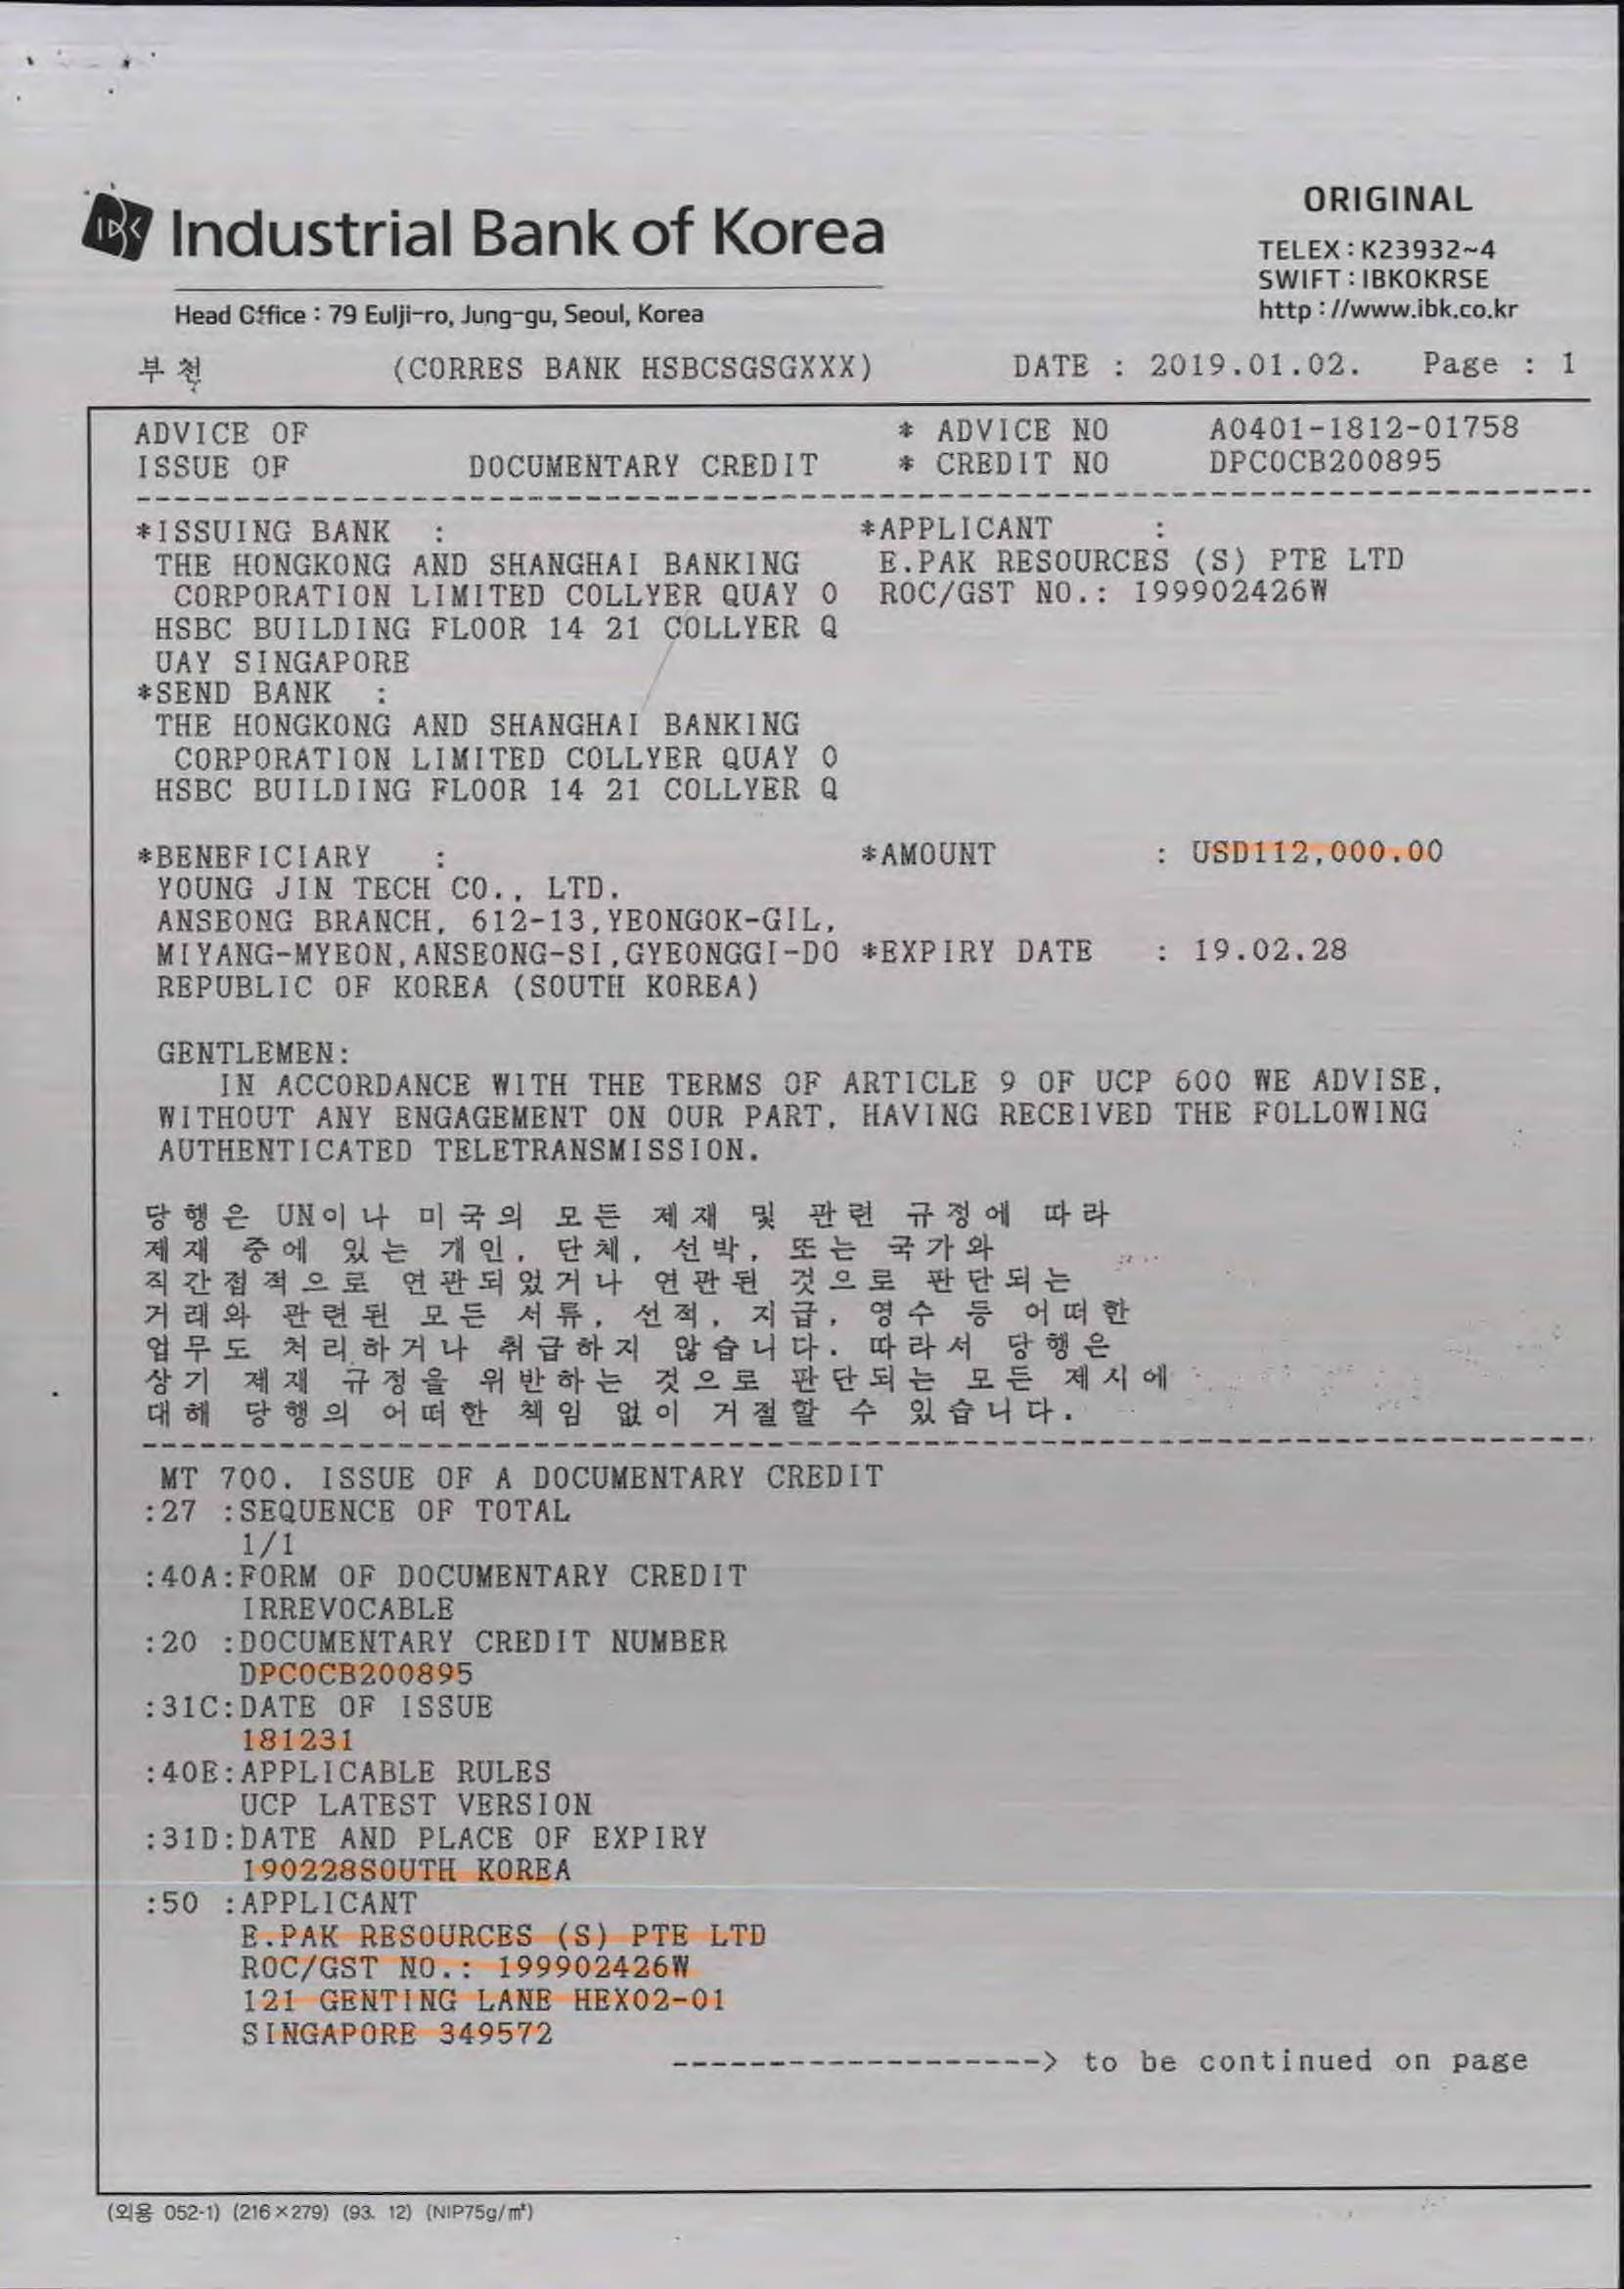 IBK Industrial Bank of Korea
ORIGINAL
TELEX : K23932~4
SWIFT : IBKOKRSE
http : //www.ibk.co.kr
Head Office : 79 Eulji-ro, Jung-gu, Seoul, Korea
부천 (CORRES BANK HSBCSGSGXXX) DATE : 2019.01.02. Page : 1
ADVICE OF * ADVICE NO A0401-1812-01758
ISSUE OF DOCUMENTARY CREDIT * CREDIT NO DPCOCB200895
*ISSUING BANK : *APPLICANT :
THE HONGKONG AND SHANGHAI BANKING E.PAK RESOURCES (S) PTE LTD
CORPORATION LIMITED COLLYER QUAY O ROC/GST NO.: 199902426W
HSBC BUILDING FLOOR 14 21 COLLYER Q
UAY SINGAPORE
*SEND BANK :
THE HONGKONG AND SHANGHAI BANKING
CORPORATION LIMITED COLLYER QUAY O
HSBC BUILDING FLOOR 14 21 COLLYER Q
*BENEFICIARY : *AMOUNT : USD112,000.00
YOUNG JIN TECH CO., LTD.
ANSEONG BRANCH, 612-13,YEONGOK-GIL,
MIYANG-MYEON,ANSEONG-SI,GYEONGGI-DO *EXPIRY DATE : 19.02.28
REPUBLIC OF KOREA (SOUTH KOREA)
GENTLEMEN:
IN ACCORDANCE WITH THE TERMS OF ARTICLE 9 OF UCP 600 WE ADVISE,
WITHOUT ANY ENGAGEMENT ON OUR PART, HAVING RECEIVED THE FOLLOWING
AUTHENTICATED TELETRANSMISSION.
당행은 UN이나 미국의 모든 제재 및 관련 규정에 따라
제재 중에 있는 개인, 단체, 선박, 또는 국가와
직간접적으로 연관되었거나 연관된 것으로 판단되는
거래와 관련된 모든 서류, 선적, 지급, 영수 등 어떠한
업무도 처리하거나 취급하지 않습니다. 따라서 당행은
상기 제재 규정을 위반하는 것으로 판단되는 모든 제시에
대해 당행의 어떠한 책임 없이 거절할 수 있습니다.
MT 700. ISSUE OF A DOCUMENTARY CREDIT
:27 :SEQUENCE OF TOTAL
1/1
:40A:FORM OF DOCUMENTARY CREDIT
IRREVOCABLE
:20 :DOCUMENTARY CREDIT NUMBER
DPCOCB200895
:31C:DATE OF ISSUE
181231
:40E:APPLICABLE RULES
UCP LATEST VERSION
:31D:DATE AND PLACE OF EXPIRY
190228SOUTH KOREA
:50 :APPLICANT
E.PAK RESOURCES (S) PTE LTD
ROC/GST NO.: 199902426W
121 GENTING LANE HEX02-01
SINGAPORE 349572
-------------------> to be continued on page
(외용 052-1) (216×279) (93. 12) (NIP75g/㎡)